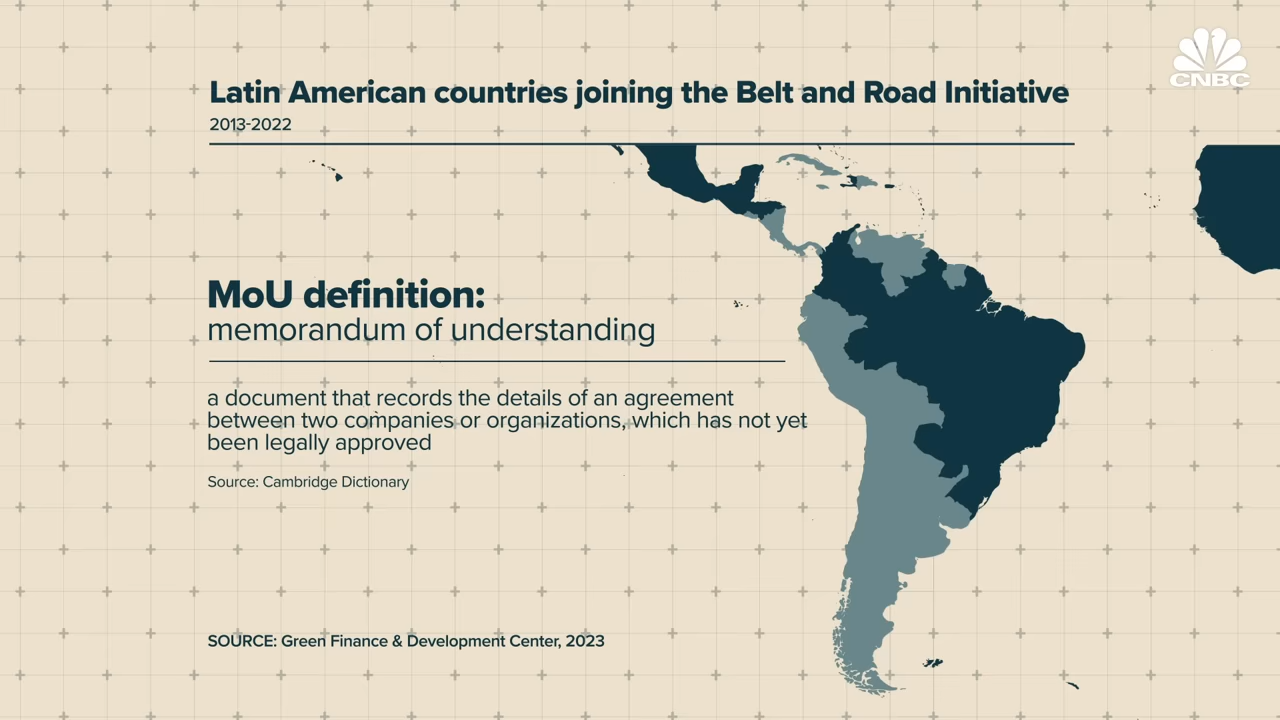 CNBC
Latin American countries joining the Belt and Road Initiative
2013-2022
MoU definition:
memorandum of understanding
a document that records the details of an agreement
between two companies or organizations, which has not yet
been legally approved
Source: Cambridge Dictionary
SOURCE: Green Finance & Development Center, 2023